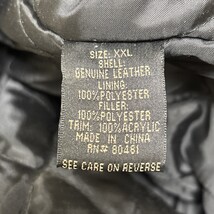 SIZE: XXL
SHELL:
GENUINE LEATHER.
LINING:
100%POLYESTER
FILLER:
100%POLYESTER
TRIM: 100%ACRYLIC
MADE IN CHINA
RN# 80461
SEE CARE ON REVERSE